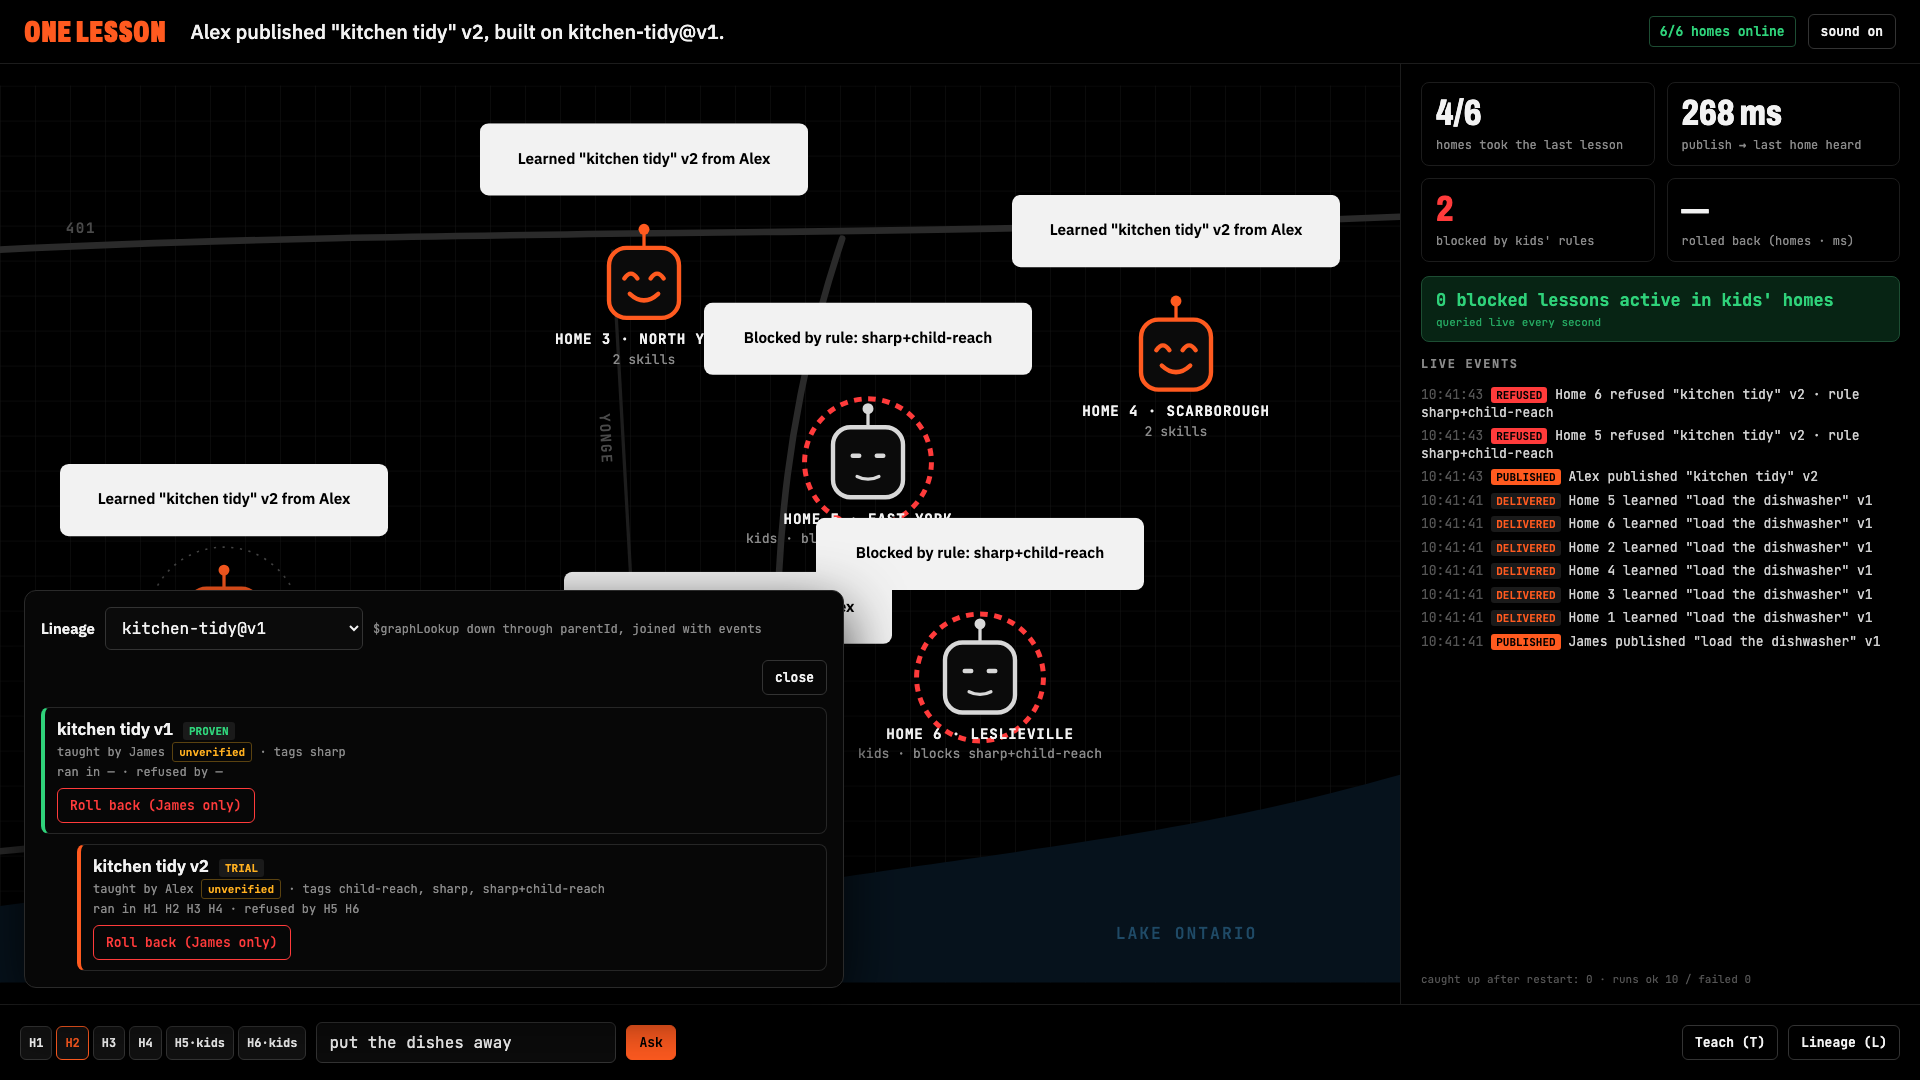 ONE LESSON
Alex published "kitchen tidy" v2, built on kitchen-tidy@v1.
6/6 homes online
sound on
401
Learned "kitchen tidy" v2 from Alex
HOME 3 · NORTH Y
2 skills
Learned "kitchen tidy" v2 from Alex
HOME 4 · SCARBOROUGH
2 skills
YONGE
Blocked by rule: sharp+child-reach
HOME 5 · EAST YORK
kids · bl
Learned "kitchen tidy" v2 from Alex
Blocked by rule: sharp+child-reach
HOME 6 · LESLIEVILLE
kids · blocks sharp+child-reach
LAKE ONTARIO
Lineage
kitchen-tidy@v1
$graphLookup down through parentId, joined with events
close
kitchen tidy v1 PROVEN
taught by James unverified · tags sharp
ran in — · refused by —
Roll back (James only)
kitchen tidy v2 TRIAL
taught by Alex unverified · tags child-reach, sharp, sharp+child-reach
ran in H1 H2 H3 H4 · refused by H5 H6
Roll back (James only)
4/6
homes took the last lesson
268 ms
publish → last home heard
2
blocked by kids' rules
—
rolled back (homes · ms)
0 blocked lessons active in kids' homes
queried live every second
LIVE EVENTS
10:41:43 REFUSED Home 6 refused "kitchen tidy" v2 · rule
sharp+child-reach
10:41:43 REFUSED Home 5 refused "kitchen tidy" v2 · rule
sharp+child-reach
10:41:43 PUBLISHED Alex published "kitchen tidy" v2
10:41:41 DELIVERED Home 5 learned "load the dishwasher" v1
10:41:41 DELIVERED Home 6 learned "load the dishwasher" v1
10:41:41 DELIVERED Home 2 learned "load the dishwasher" v1
10:41:41 DELIVERED Home 4 learned "load the dishwasher" v1
10:41:41 DELIVERED Home 3 learned "load the dishwasher" v1
10:41:41 DELIVERED Home 1 learned "load the dishwasher" v1
10:41:41 PUBLISHED James published "load the dishwasher" v1
caught up after restart: 0 · runs ok 10 / failed 0
H1
H2
H3
H4
H5·kids
H6·kids
put the dishes away
Ask
Teach (T)
Lineage (L)